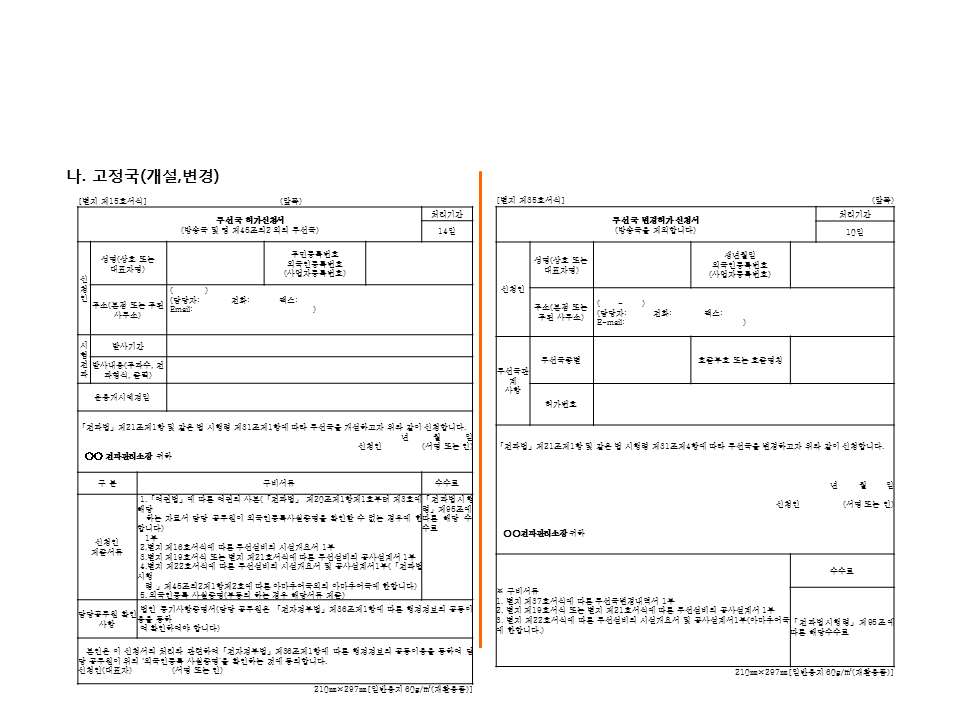 나. 고정국(개설,변경)
[별지 제15호서식] (앞쪽)
무선국 허가신청서
(방송국 및 영 제45조의2 외의 무선국)
처리기간
14일
신청인
성명(상호 또는
대표자명)
주민등록번호
외국인등록번호
(사업자등록번호)
주소(본점 또는 주된
사무소)
( )
(담당자: 전화: 팩스:
Email: )
시험전파
발사기간
발사내용(주파수, 전
파형식, 출력)
운용개시예정일
「전파법」제21조제1항 및 같은 법 시행령 제31조제1항에 따라 무선국을 개설하고자 위와 같이 신청합니다.
년 월 일
신청인 (서명 또는 인)
○○ 전파관리소장 귀하
구 분 구비서류 수수료
신청인
제출서류
1.「여권법」에 따른 여권의 사본(「전파법」 제20조제1항제1호부터 제3호에
해당
하는 자로서 담당 공무원이 외국인등록사실증명을 확인할 수 없는 경우에 한
합니다)
1부
2.별지 제16호서식에 따른 무선설비의 시설개요서 1부
3.별지 제19호서식 또는 별지 제21호서식에 따른 무선설비의 공사설계서 1부
4.별지 제22호서식에 따른 무선설비의 시설개요서 및 공사설계서1부(「전파법
시행
령」제45조의2제1항제2호에 따른 아마추어국외의 아마추어국에 한합니다)
5.외국인등록 사실증명(부동의 하는 경우 해당서류 제출)
「전파법시행
령」제95조에
따른 해당 수
수료
담당공무원 확인
사항
법인 등기사항증명서(담당 공무원은 「전자정부법」제36조제1항에 따른 행정정보의 공동이
용을 통하
여 확인하여야 합니다)
본인은 이 신청서의 처리와 관련하여「전자정부법」제36조제1항에 따른 행정정보의 공동이용을 통하여 담
당 공무원이 위의 '외국인등록 사실증명'을 확인하는 것에 동의합니다.
신청인(대표자) (서명 또는 인)
210㎜×297㎜[일반용지 60g/㎡(재활용품)]
[별지 제35호서식] (앞쪽)
무선국 변경허가 신청서
(방송국을 제외합니다)
처리기간
10일
신청인
성명(상호 또는
대표자명)
생년월일
외국인등록번호
(사업자등록번호)
주소(본점 또는
주된 사무소)
( - )
(담당자: 전화: 팩스:
E-mail: )
무선국관
계
사항
무선국종별
호출부호 또는 호출명칭
허가번호
「전파법」제21조제1항 및 같은 법 시행령 제31조제4항에 따라 무선국을 변경하고자 위와 같이 신청합니다.
년 월 일
신청인 (서명 또는 인)
○○전파관리소장 귀하
수수료
※ 구비서류
1. 별지 제37호서식에 따른 무선국변경내역서 1부
2. 별지 제19호서식 또는 별지 제21호서식에 따른 무선설비의 공사설계서 1부
3. 별지 제22호서식에 따른 무선설비의 시설개요서 및 공사설계서1부(아마추어국
에 한합니다.)
「전파법시행령」제95조에
따른 해당수수료
210㎜×297㎜[일반용지 60g/㎡(재활용품)]